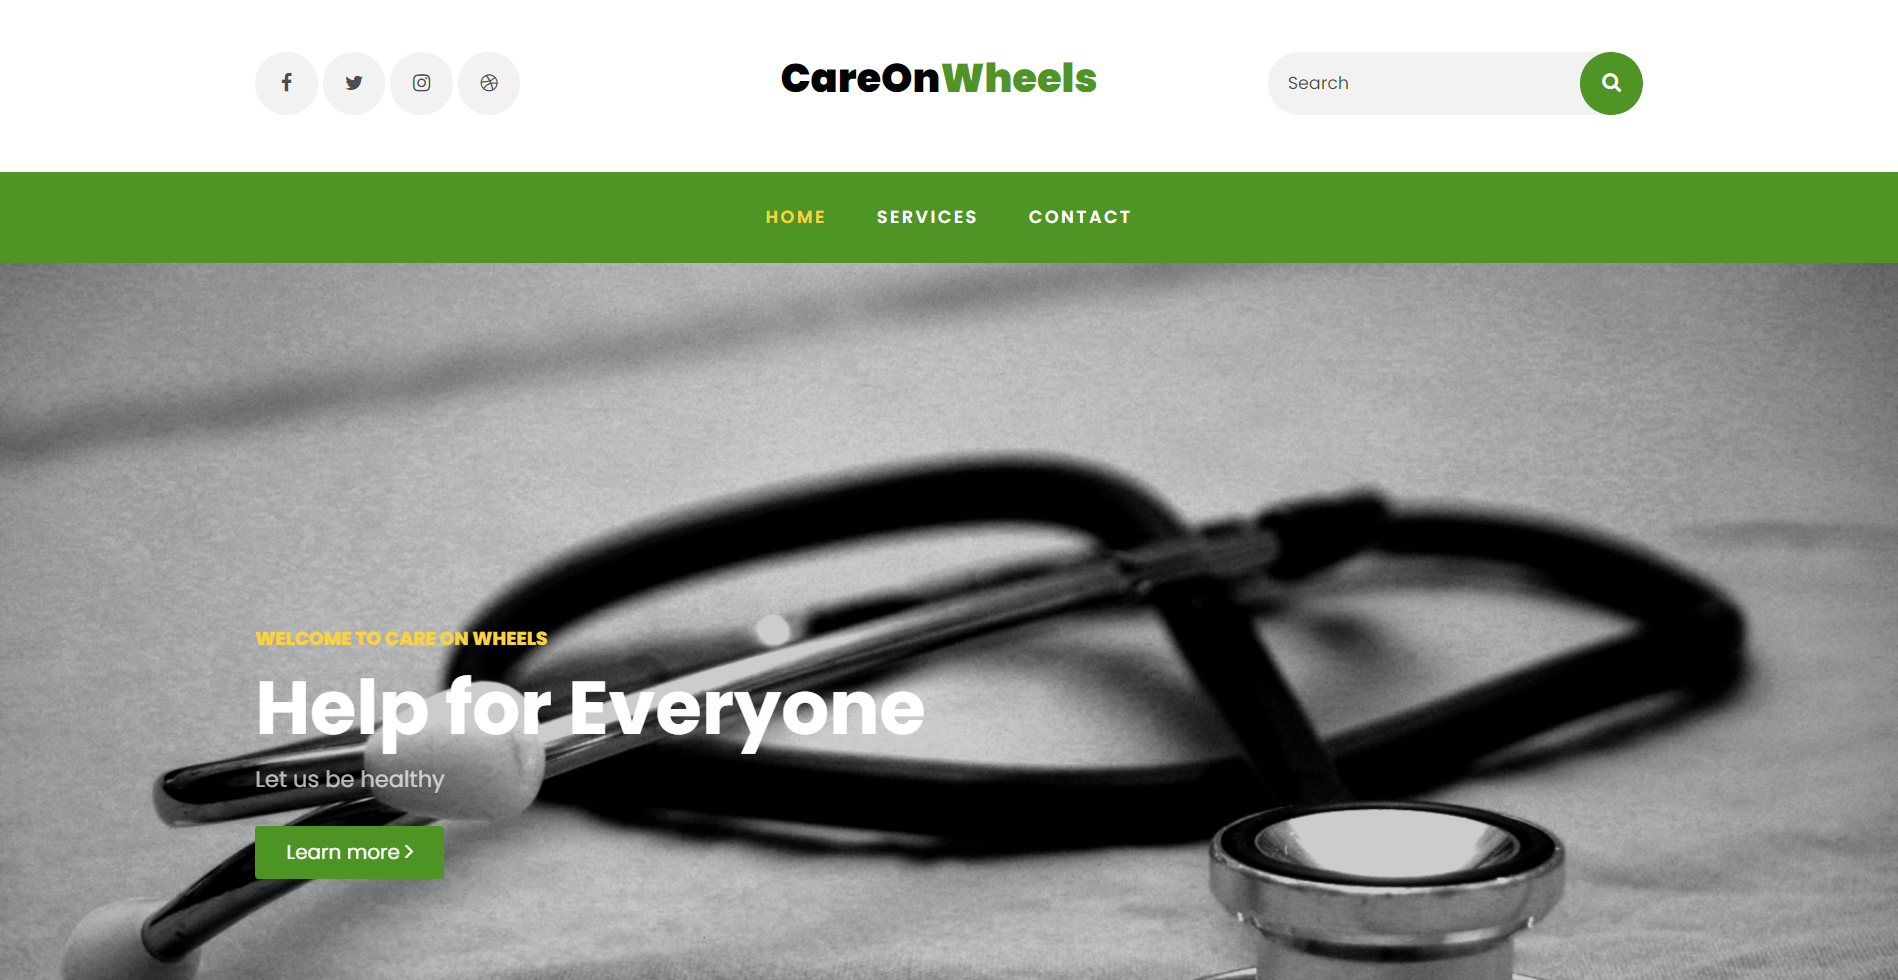 CareOnWheels
Search
HOME SERVICES CONTACT
WELCOME TO CARE ON WHEELS
Help for Everyone
Let us be healthy
Learn more